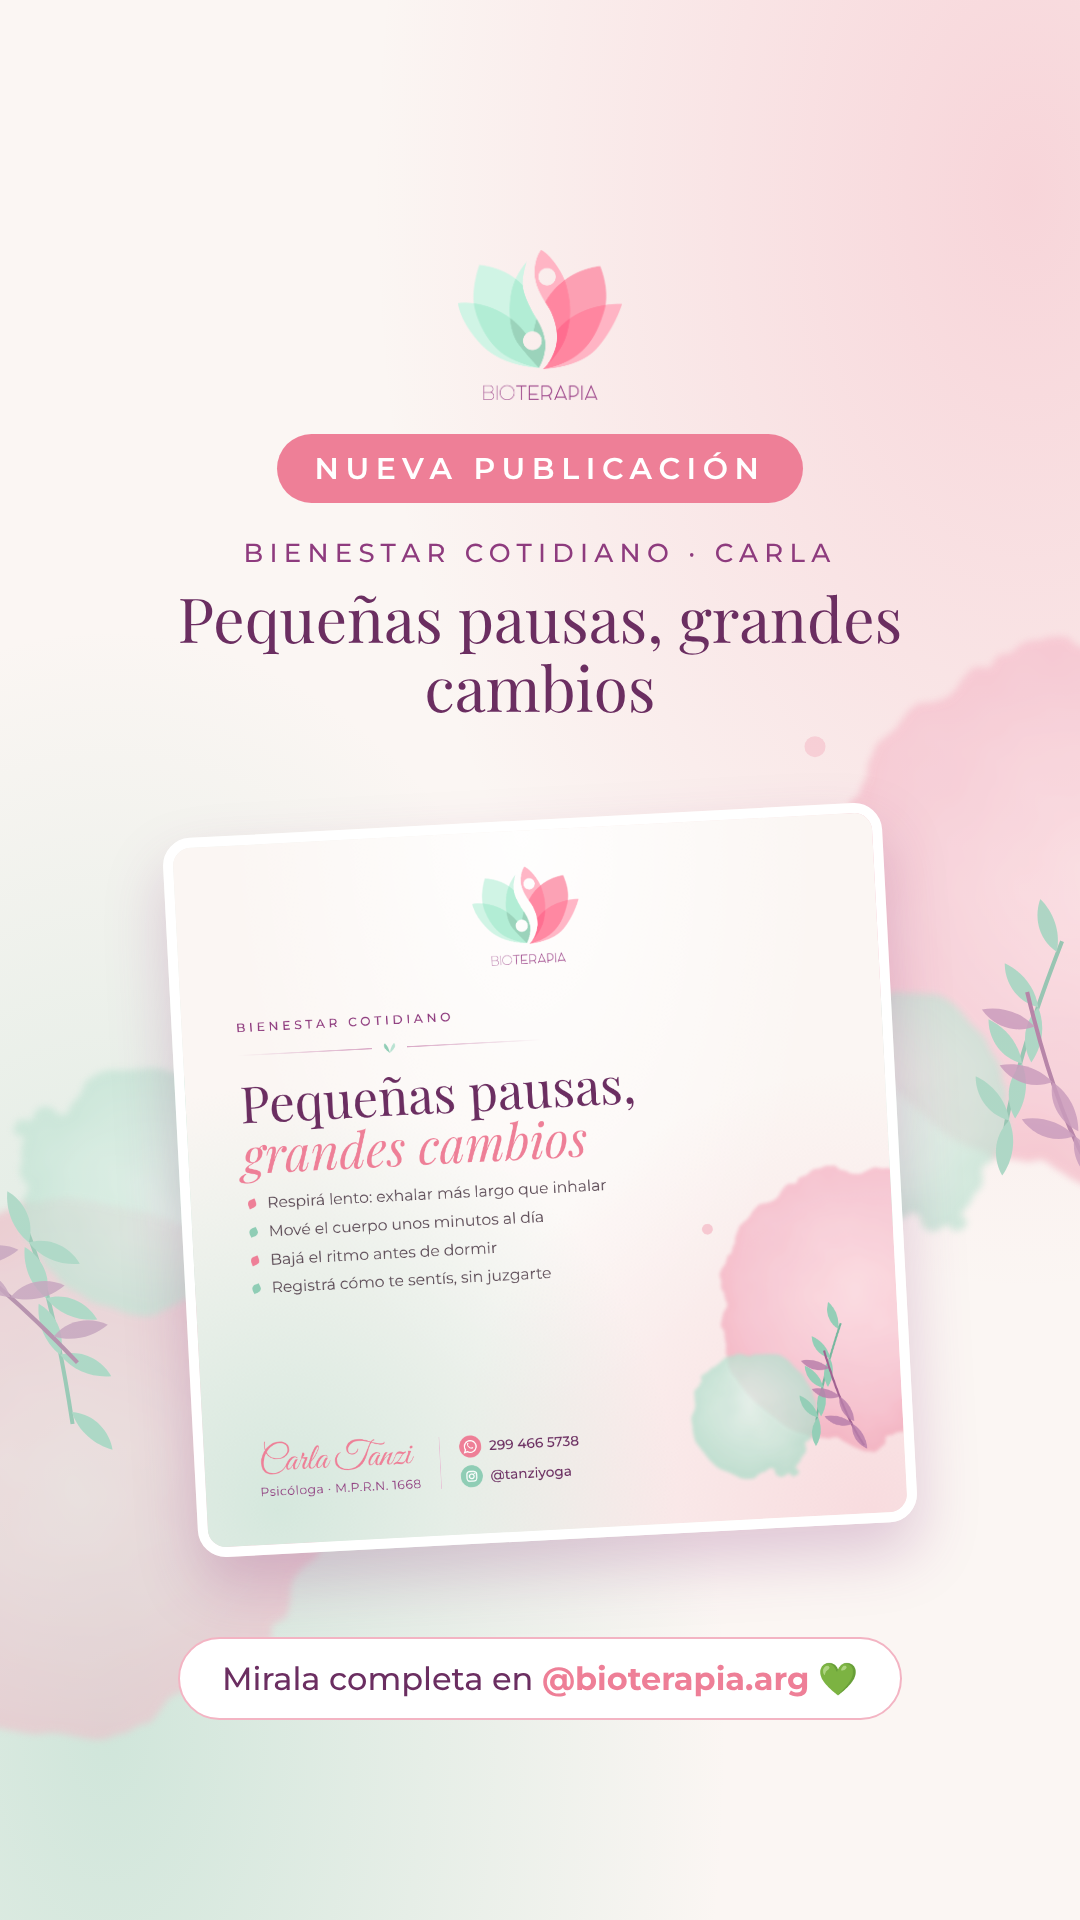 BIOTERAPIA
NUEVA PUBLICACIÓN
BIENESTAR COTIDIANO · CARLA
Pequeñas pausas, grandes
cambios
BIOTERAPIA
BIENESTAR COTIDIANO
Pequeñas pausas,
grandes cambios
Respirá lento: exhalar más largo que inhalar
Mové el cuerpo unos minutos al día
Bajá el ritmo antes de dormir
Registrá cómo te sentís, sin juzgarte
Carla Tanzi
Psicóloga · M.P.R.N. 1668
299 466 5738
@tanziyoga
Mirala completa en @bioterapia.arg 💚